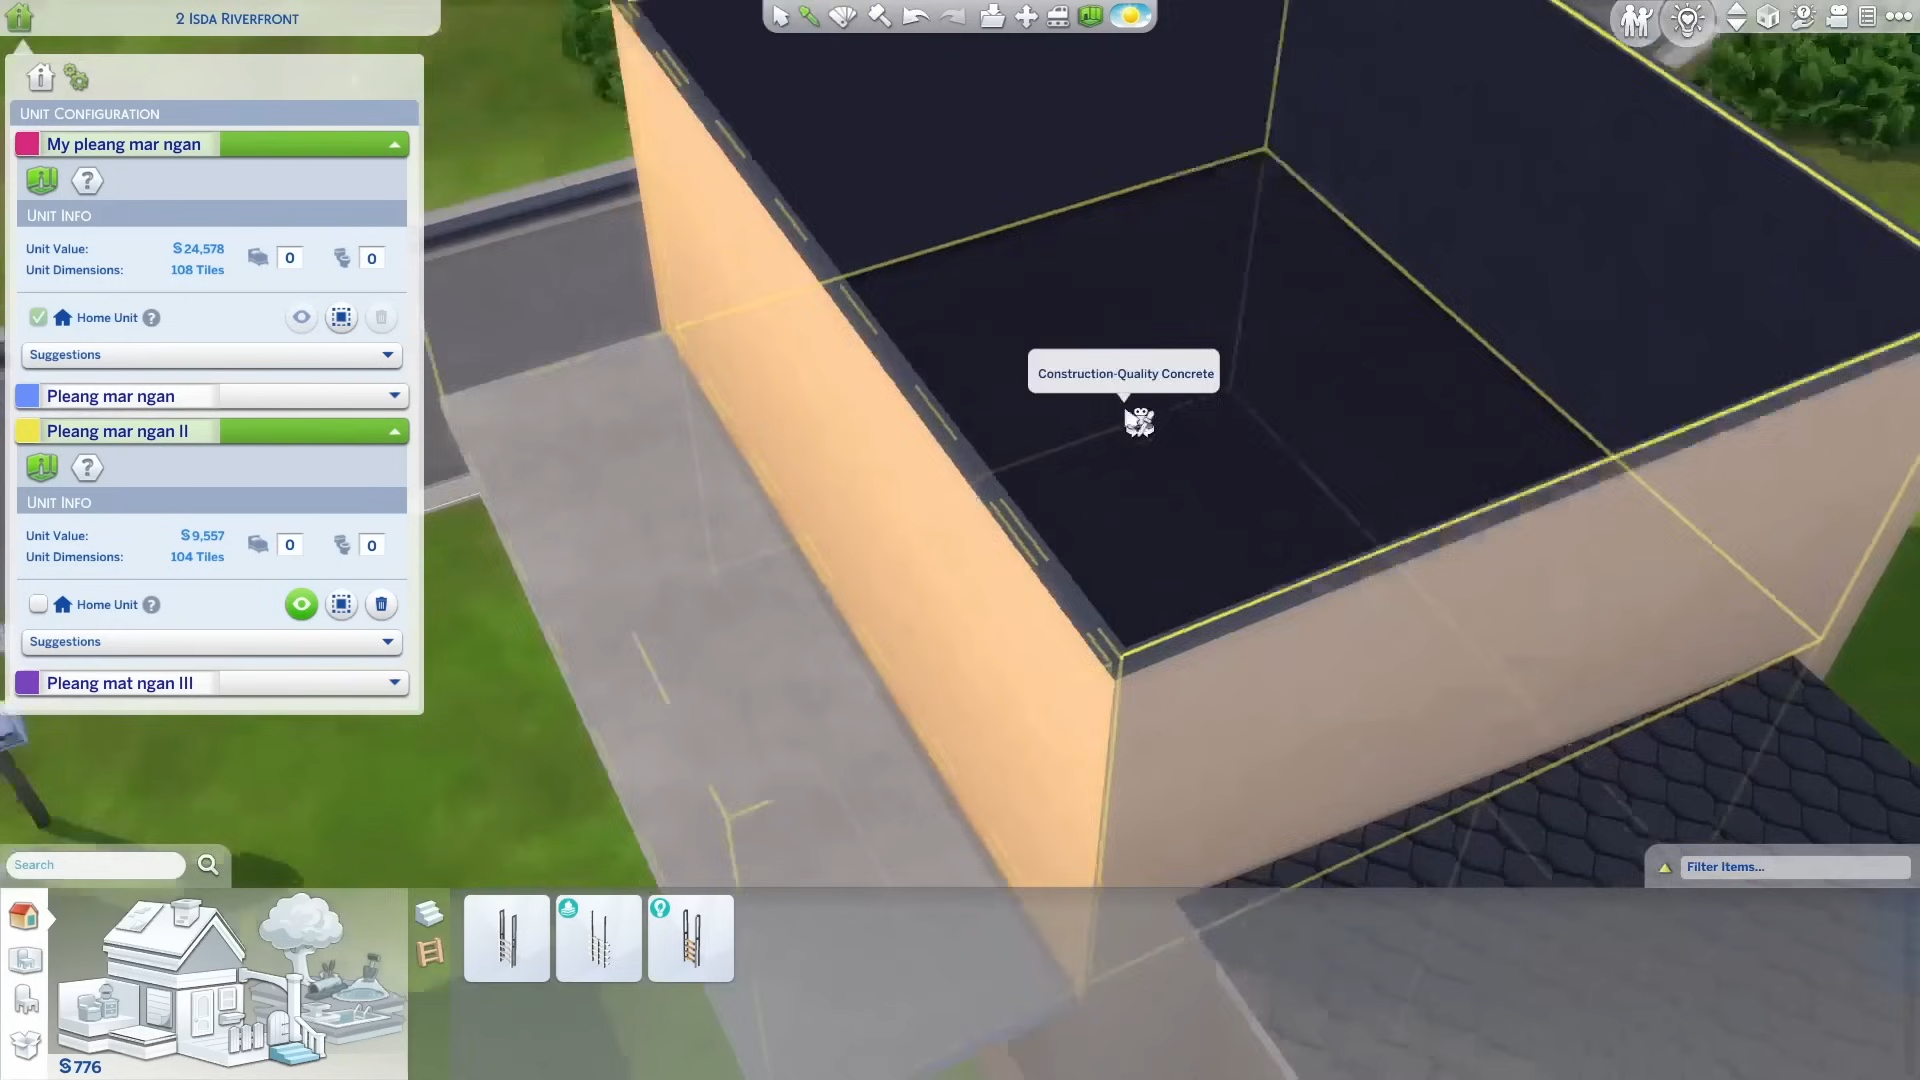 2 Isda Riverfront
Unit Configuration
My pleang mar ngan
Unit Info
Unit Value: §24,578 0 0
Unit Dimensions: 108 Tiles
Home Unit ?
Suggestions
Pleang mar ngan
Pleang mar ngan II
Unit Info
Unit Value: §9,557 0 0
Unit Dimensions: 104 Tiles
Home Unit ?
Suggestions
Pleang mat ngan III
Construction-Quality Concrete
Search
Filter Items...
§776